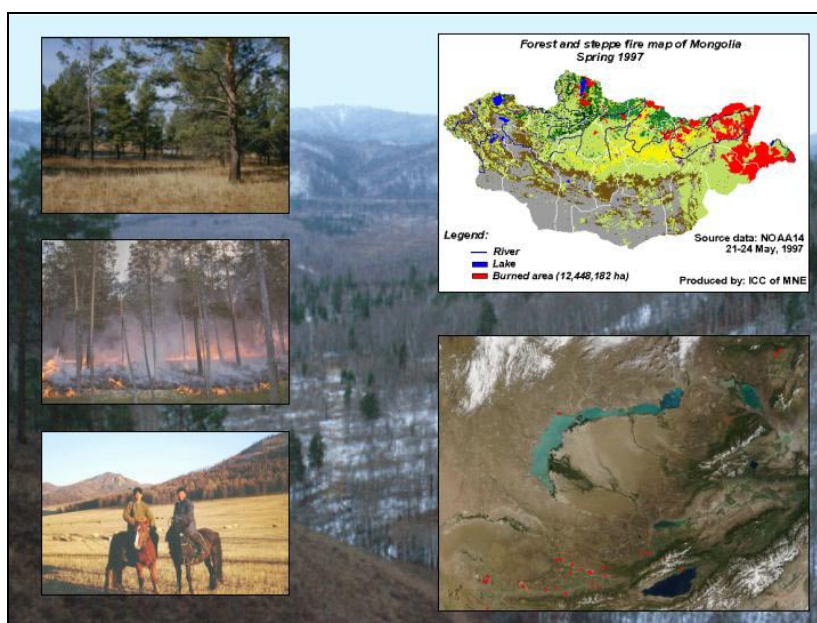 Forest and steppe fire map of Mongolia
Spring 1997
Legend:
River
Lake
Burned area (12,448,182 ha)
Source data: NOAA14
21-24 May, 1997
Produced by: ICC of MNE